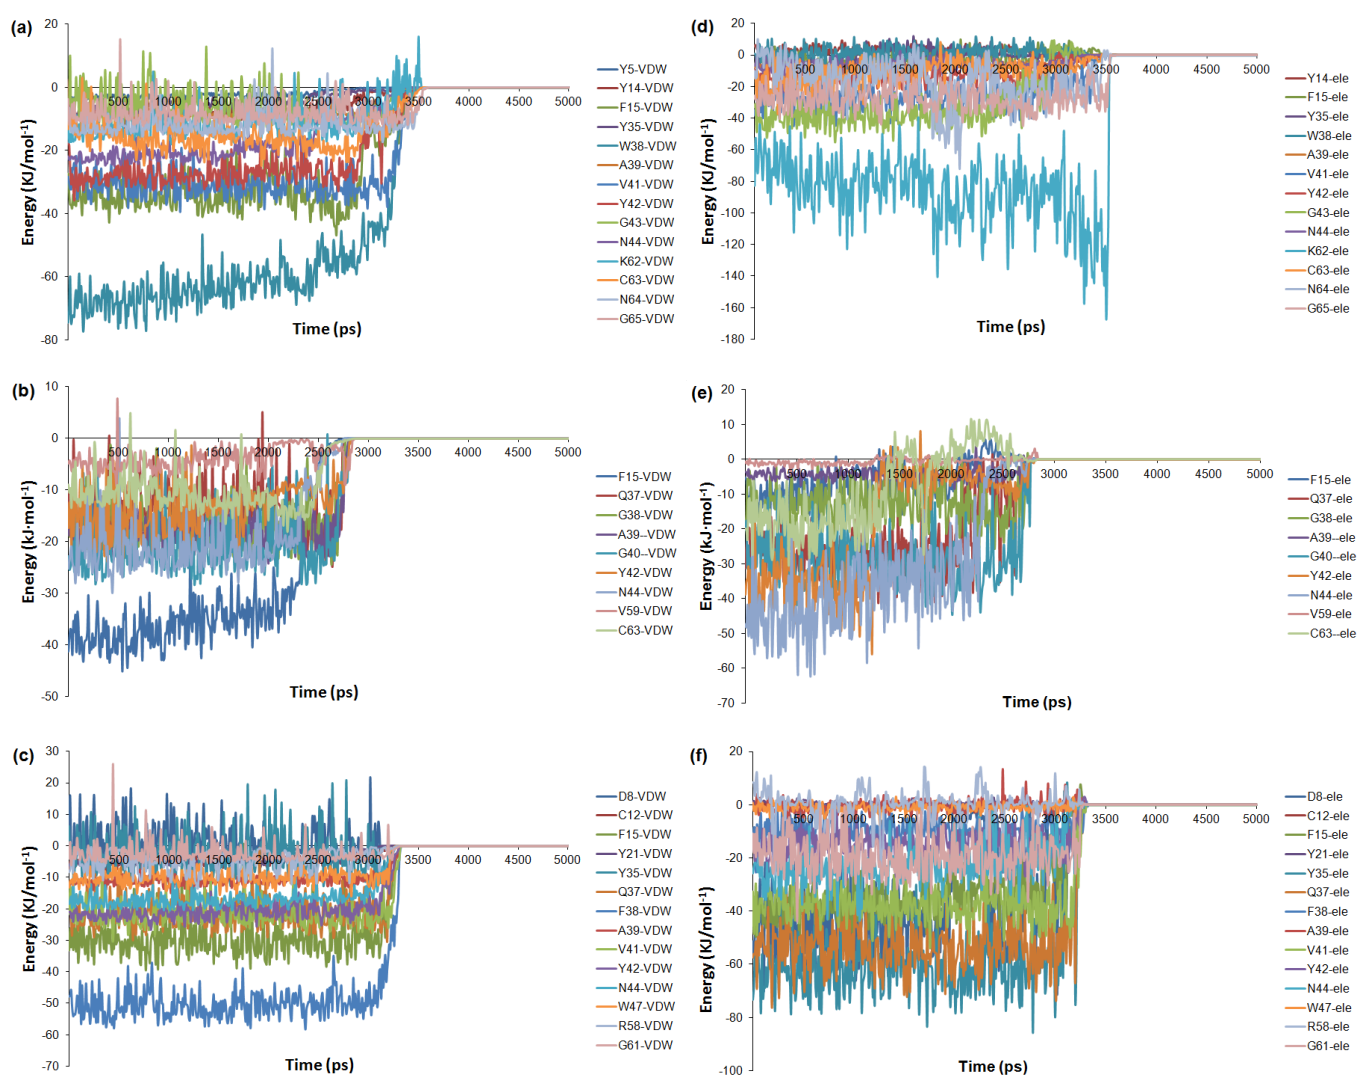 (a)
20
0
-20
-40
-60
-80
500 1000 1500 2000 2500 3000 3500 4000 4500 5000
Energy (KJ/mol⁻¹)
Time (ps)
Y5-VDW
Y14-VDW
F15-VDW
Y35-VDW
W38-VDW
A39-VDW
V41-VDW
Y42-VDW
G43-VDW
N44-VDW
K62-VDW
C63-VDW
N64-VDW
G65-VDW
(d)
20
0
-20
-40
-60
-80
-100
-120
-140
-160
-180
500 1000 1500 2000 2500 3000 3500 4000 4500 5000
Energy (KJ/mol⁻¹)
Time (ps)
Y14-ele
F15-ele
Y35-ele
W38-ele
A39-ele
V41-ele
Y42-ele
G43-ele
N44-ele
K62-ele
C63-ele
N64-ele
G65-ele
(b)
10
0
-10
-20
-30
-40
-50
500 1000 1500 2000 2500 3000 3500 4000 4500 5000
Energy (kJ·mol⁻¹)
Time (ps)
F15-VDW
Q37-VDW
G38-VDW
A39--VDW
G40--VDW
Y42-VDW
N44-VDW
V59-VDW
C63-VDW
(e)
20
10
0
-10
-20
-30
-40
-50
-60
-70
500 1000 1500 2000 2500 3000 3500 4000 4500 5000
Energy (kJ·mol⁻¹)
Time (ps)
F15-ele
Q37-ele
G38-ele
A39--ele
G40--ele
Y42-ele
N44-ele
V59-ele
C63--ele
(c)
30
20
10
0
-10
-20
-30
-40
-50
-60
-70
500 1000 1500 2000 2500 3000 3500 4000 4500 5000
Energy (KJ/mol⁻¹)
Time (ps)
D8-VDW
C12-VDW
F15-VDW
Y21-VDW
Y35-VDW
Q37-VDW
F38-VDW
A39-VDW
V41-VDW
Y42-VDW
N44-VDW
W47-VDW
R58-VDW
G61-VDW
(f)
20
0
-20
-40
-60
-80
-100
500 1000 1500 2000 2500 3000 3500 4000 4500 5000
Energy (KJ/mol⁻¹)
Time (ps)
D8-ele
C12-ele
F15-ele
Y21-ele
Y35-ele
Q37-ele
F38-ele
A39-ele
V41-ele
Y42-ele
N44-ele
W47-ele
R58-ele
G61-ele